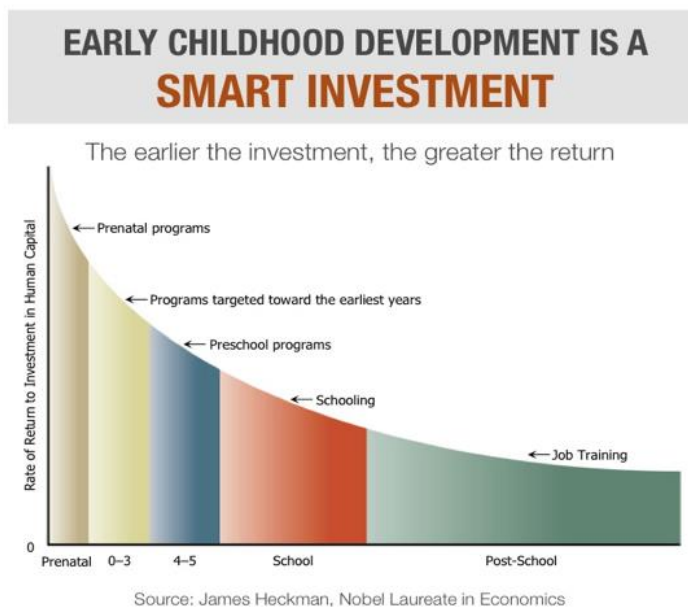 EARLY CHILDHOOD DEVELOPMENT IS A
SMART INVESTMENT
The earlier the investment, the greater the return
Rate of Return to Investment in Human Capital
Prenatal programs
Programs targeted toward the earliest years
Preschool programs
Schooling
Job Training
0
Prenatal
0–3
4–5
School
Post-School
Source: James Heckman, Nobel Laureate in Economics